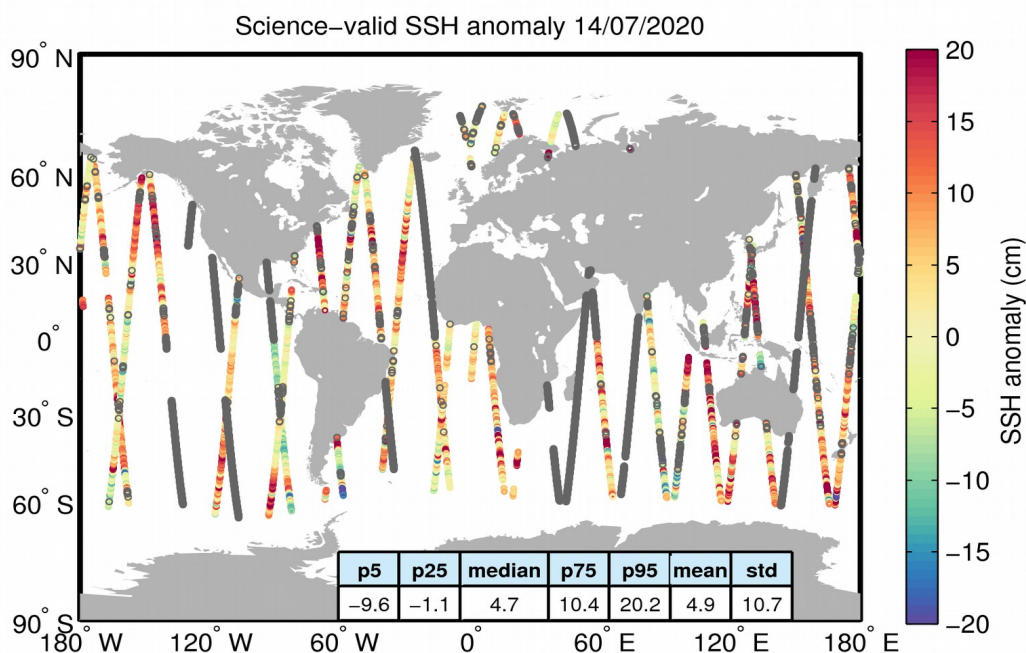 Science−valid SSH anomaly 14/07/2020
90° N
60° N
30° N
0°
30° S
60° S
90° S
180° W
120° W
60° W
0°
60° E
120° E
180° E
p5 p25 median p75 p95 mean std
−9.6 −1.1 4.7 10.4 20.2 4.9 10.7
20
15
10
5
0
−5
−10
−15
−20
SSH anomaly (cm)